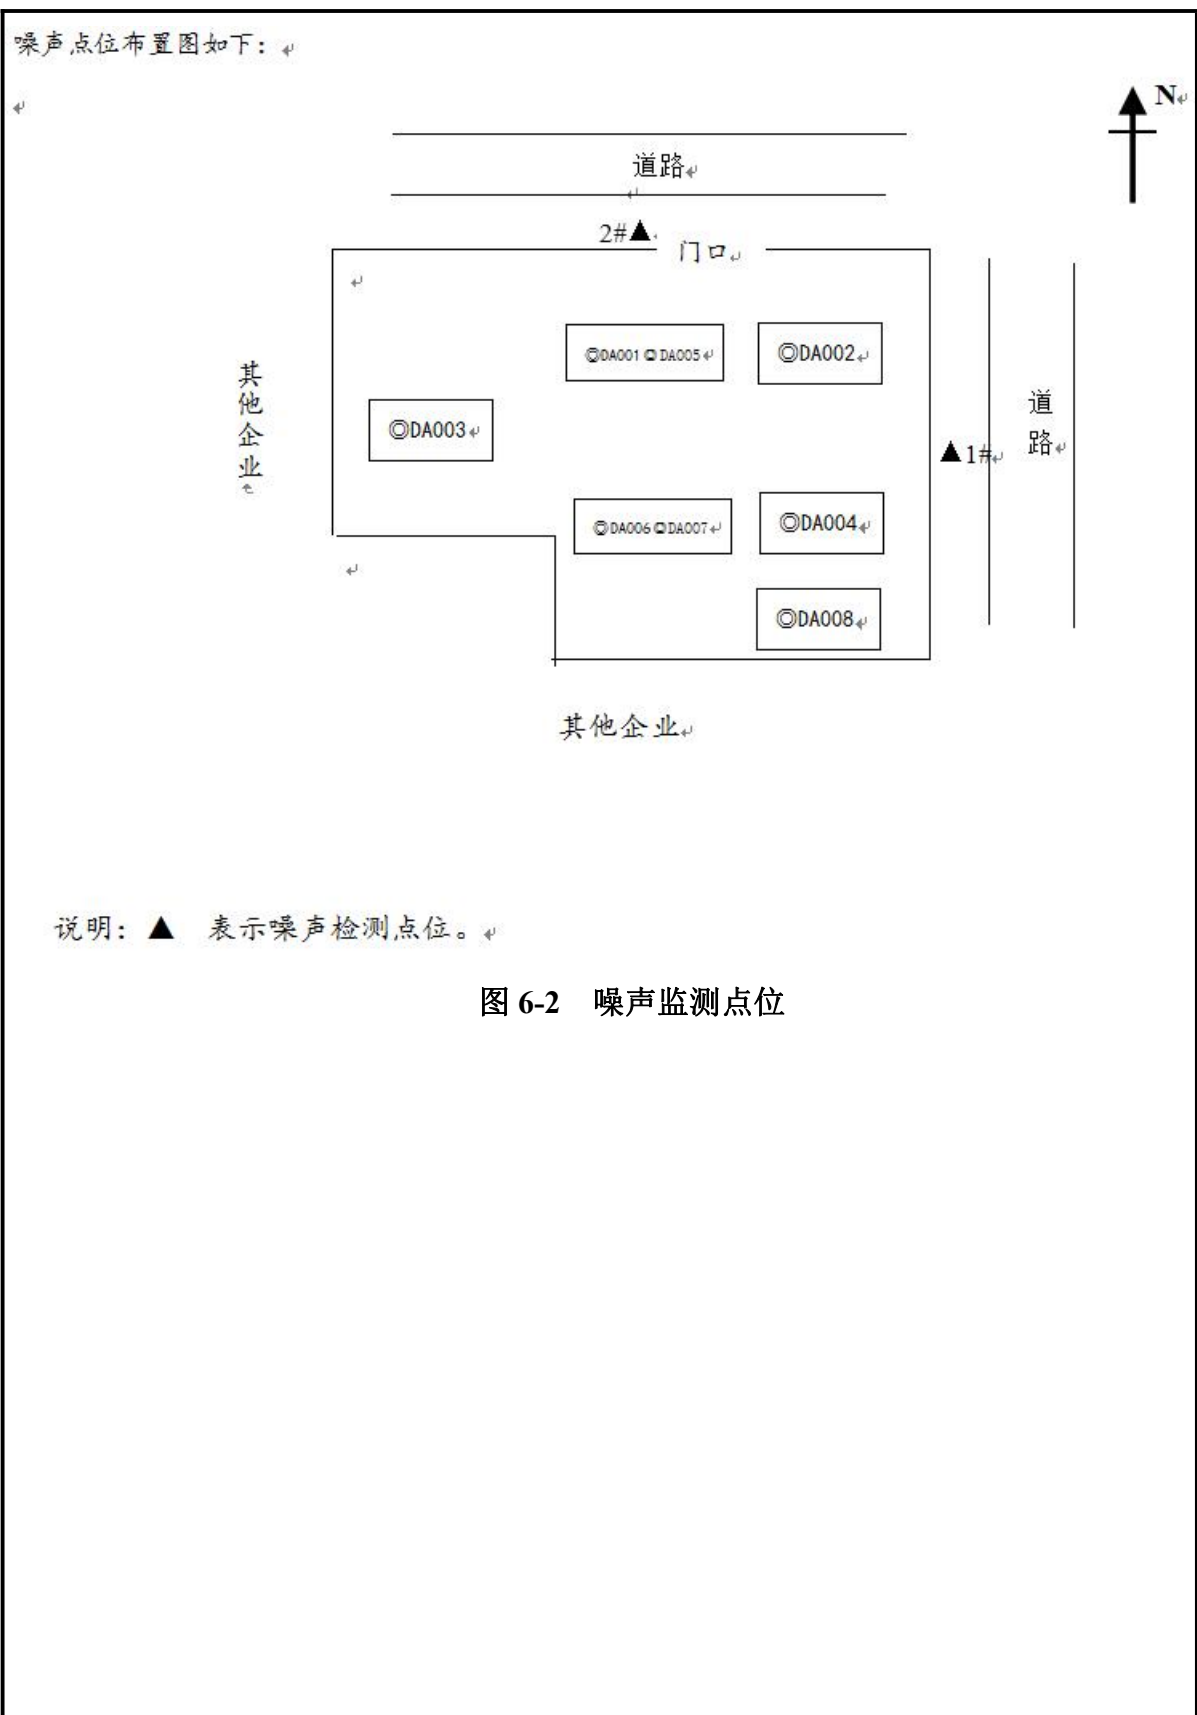 噪声点位布置图如下：
N
道路
2#▲
门口
◎DA001 ◎DA005
◎DA002
其他企业
◎DA003
道路
▲1#
◎DA006 ◎DA007
◎DA004
◎DA008
其他企业
说明：▲ 表示噪声检测点位。
图 6-2 噪声监测点位